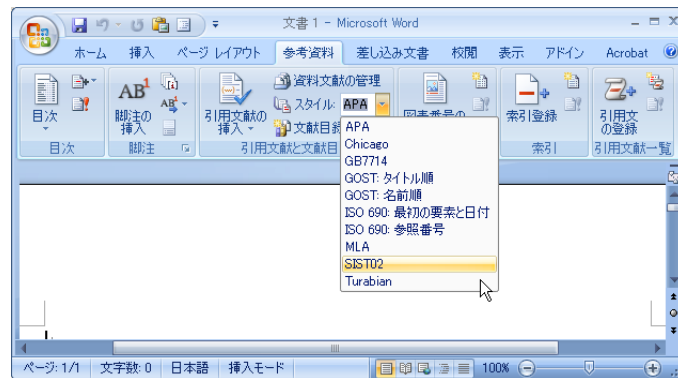 文書 1 - Microsoft Word
ホーム 挿入 ページ レイアウト 参考資料 差し込み文書 校閲 表示 アドイン Acrobat
目次
AB1
脚注の
挿入
AB
引用文献の
挿入
資料文献の管理
スタイル: APA
文献目録
索引登録
引用文
の登録
目次 脚注 引用文献と文献目 索引 引用文献一覧
APA
Chicago
GB7714
GOST: タイトル順
GOST: 名前順
ISO 690: 最初の要素と日付
ISO 690: 参照番号
MLA
SIST02
Turabian
ページ: 1/1 文字数: 0 日本語 挿入モード 100%